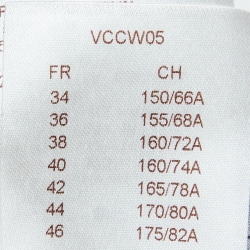 VCCW05
FR CH
34 150/66A
36 155/68A
38 160/72A
40 160/74A
42 165/78A
44 170/80A
46 175/82A